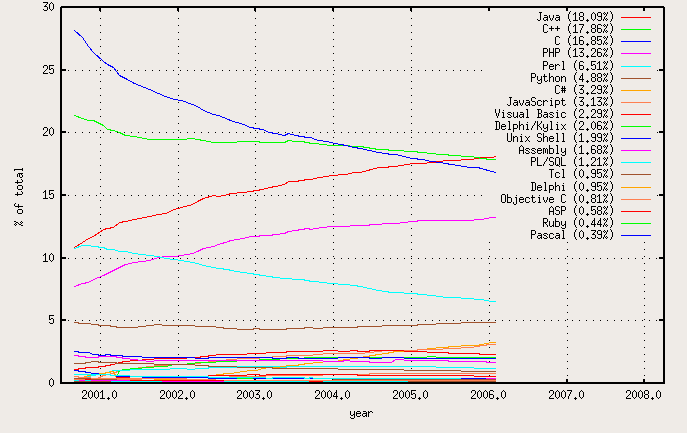 30
25
20
15
10
5
0
% of total
Java (18.09%)
C++ (17.86%)
C (16.85%)
PHP (13.26%)
Perl (6.51%)
Python (4.88%)
C# (3.29%)
JavaScript (3.13%)
Visual Basic (2.29%)
Delphi/Kylix (2.06%)
Unix Shell (1.99%)
Assembly (1.68%)
PL/SQL (1.21%)
Tcl (0.95%)
Delphi (0.95%)
Objective C (0.81%)
ASP (0.58%)
Ruby (0.44%)
Pascal (0.39%)
2001.0 2002.0 2003.0 2004.0 2005.0 2006.0 2007.0 2008.0
year